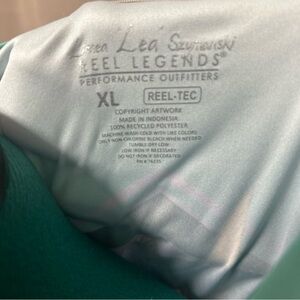 "Lea" Szymanski
REEL LEGENDS®
PERFORMANCE OUTFITTERS
XL REEL-TEC
COPYRIGHT ARTWORK
MADE IN INDONESIA
100% RECYCLED POLYESTER
MACHINE WASH COLD WITH LIKE COLORS
ONLY NON-CHLORINE BLEACH WHEN NEEDED
TUMBLE DRY LOW
LOW IRON IF NECESSARY
DO NOT IRON IF DECORATED